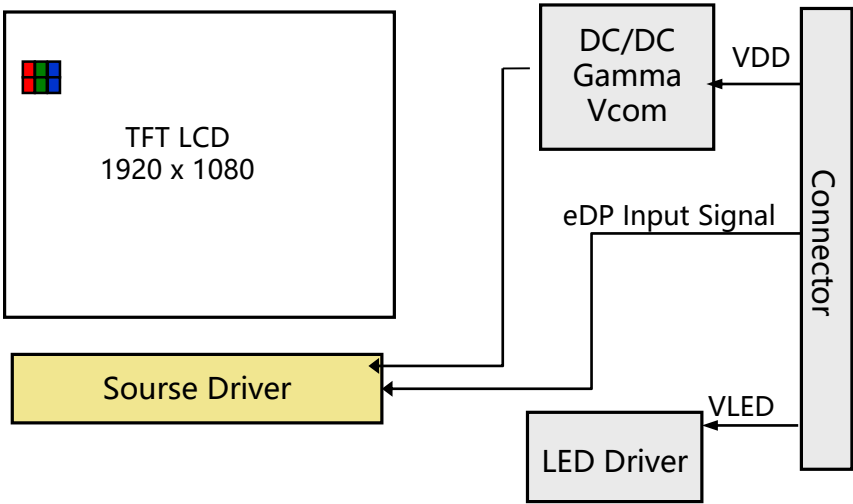 DC/DC
Gamma
Vcom
VDD
TFT LCD
1920 x 1080
eDP Input Signal
Connector
Sourse Driver
VLED
LED Driver